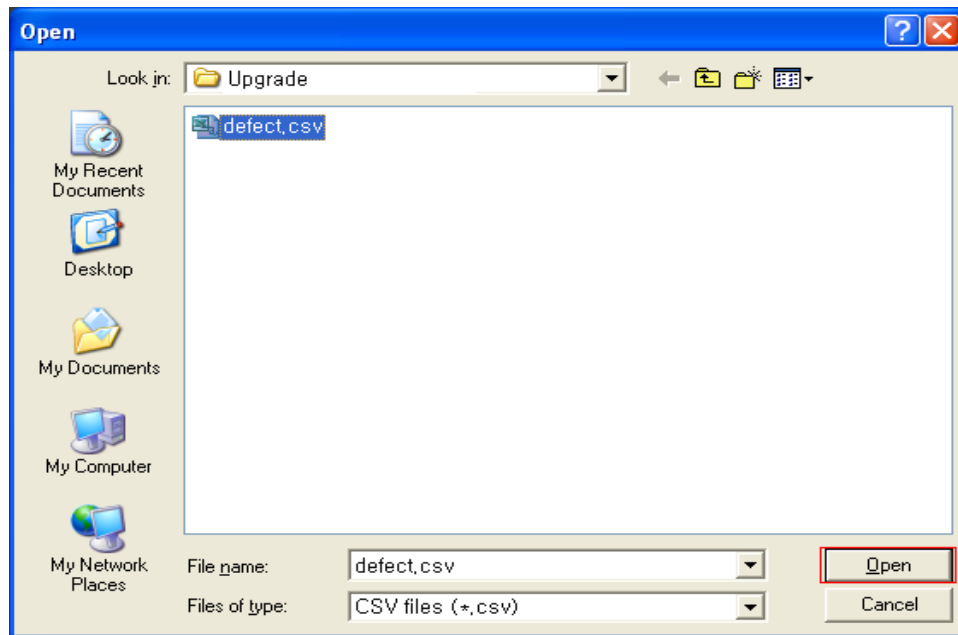 Open
Look in:
Upgrade
defect.csv
My Recent
Documents
Desktop
My Documents
My Computer
My Network
Places
File name:
defect.csv
Open
Files of type:
CSV files (*.csv)
Cancel